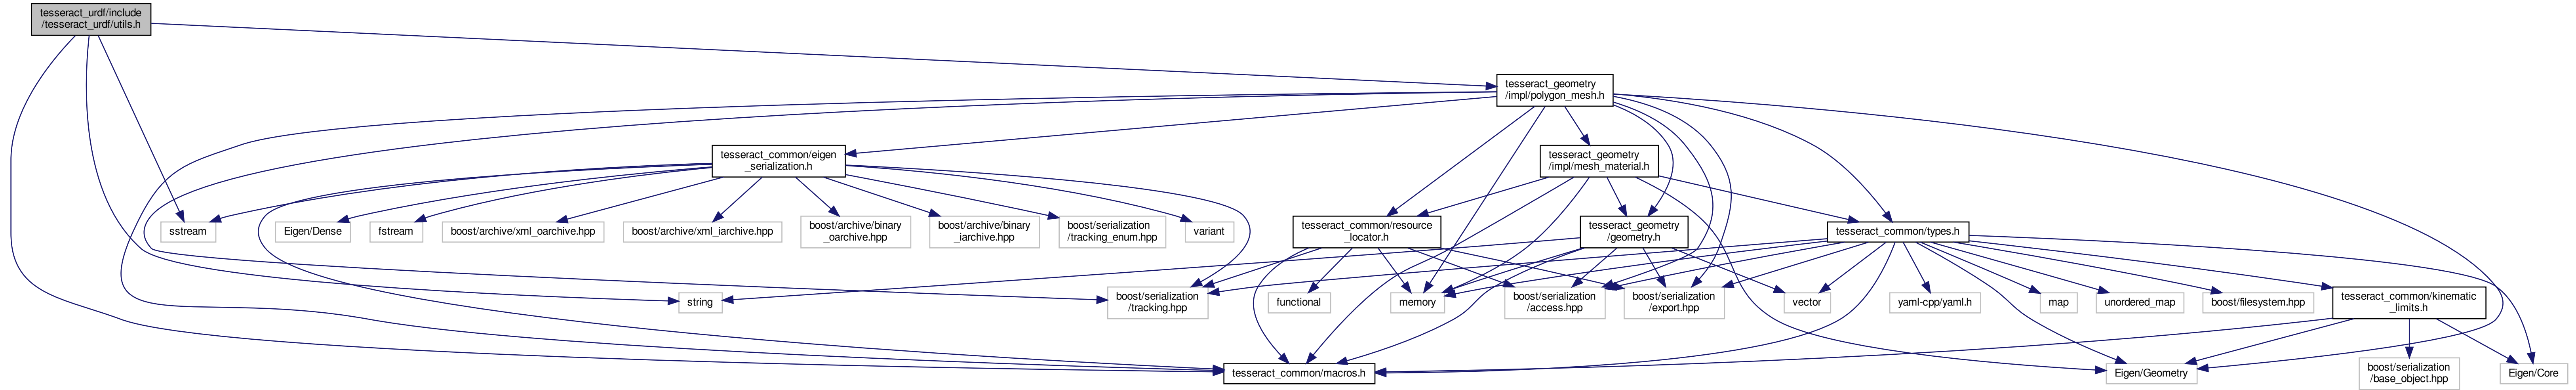 tesseract_urdf/include
/tesseract_urdf/utils.h
tesseract_geometry
/impl/polygon_mesh.h
tesseract_common/eigen
_serialization.h
tesseract_geometry
/impl/mesh_material.h
sstream
Eigen/Dense
fstream
boost/archive/xml_oarchive.hpp
boost/archive/xml_iarchive.hpp
boost/archive/binary
_oarchive.hpp
boost/archive/binary
_iarchive.hpp
boost/serialization
/tracking_enum.hpp
variant
tesseract_common/resource
_locator.h
tesseract_geometry
/geometry.h
tesseract_common/types.h
string
boost/serialization
/tracking.hpp
functional
memory
boost/serialization
/access.hpp
boost/serialization
/export.hpp
vector
yaml-cpp/yaml.h
map
unordered_map
boost/filesystem.hpp
tesseract_common/kinematic
_limits.h
tesseract_common/macros.h
Eigen/Geometry
boost/serialization
/base_object.hpp
Eigen/Core